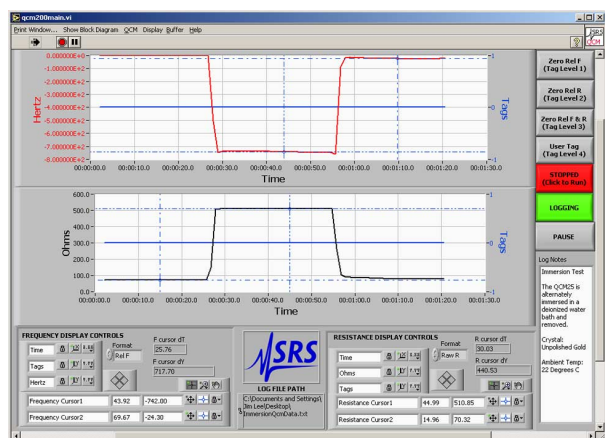 qcm200main.vi
Print Window... Show Block Diagram QCM Display Buffer Help
SRS
QCM
0.000000E+0
-1.000000E+2
-2.000000E+2
-3.000000E+2
-4.000000E+2
-5.000000E+2
-6.000000E+2
-7.000000E+2
-8.000000E+2
Hertz
1
0
-1
Tags
00:00:00.0 00:00:10.0 00:00:20.0 00:00:30.0 00:00:40.0 00:00:50.0 00:01:00.0 00:01:10.0 00:01:20.0 00:01:30.0
Time
600.0
500.0
400.0
300.0
200.0
100.0
0.0
Ohms
1
0
-1
Tags
00:00:00.0 00:00:10.0 00:00:20.0 00:00:30.0 00:00:40.0 00:00:50.0 00:01:00.0 00:01:10.0 00:01:20.0 00:01:30.0
Time
Zero Rel F
(Tag Level 1)
Zero Rel R
(Tag Level 2)
Zero Rel F & R
(Tag Level 3)
User Tag
(Tag Level 4)
STOPPED
(Click to Run)
LOGGING
PAUSE
Log Notes
Immersion Test
The QCM25 is
alternately
immersed in a
deionized water
bath and
removed.
Crystal:
Unpolished Gold
Ambient Temp:
22 Degrees C
FREQUENCY DISPLAY CONTROLS
Time
Tags
Hertz
Format
Rel F
F cursor dT
25.76
F cursor dY
717.70
Frequency Cursor1 43.92 -742.00
Frequency Cursor2 69.67 -24.30
SRS
LOG FILE PATH
C:\Documents and Settings\
Jim Lee\Desktop\
ImmersionQcmData.txt
RESISTANCE DISPLAY CONTROLS
Time
Ohms
Tags
Format
Raw R
R cursor dT
30.03
R cursor dY
440.53
Resistance Cursor1 44.99 510.85
Resistance Cursor2 14.96 70.32